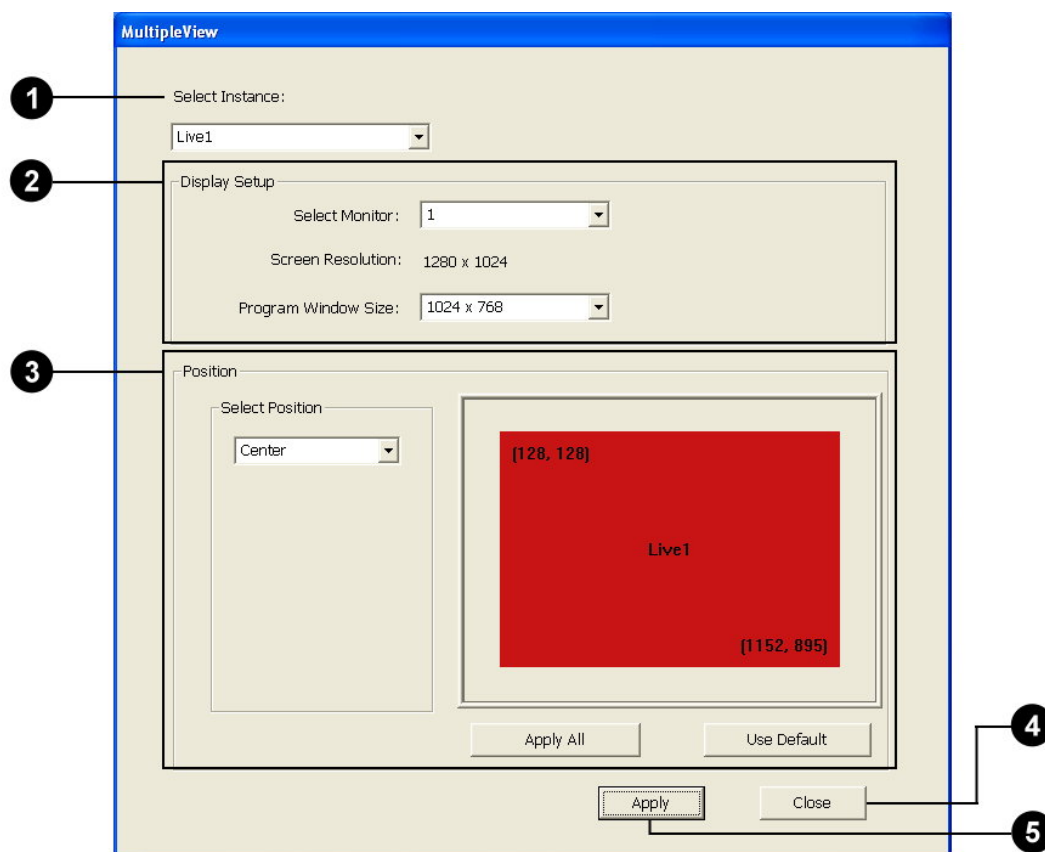 MultipleView
1
Select Instance:
Live1
2
Display Setup
Select Monitor: 1
Screen Resolution: 1280 x 1024
Program Window Size: 1024 x 768
3
Position
Select Position
Center
(128, 128)
Live1
(1152, 895)
Apply All
Use Default
4
Apply
Close
5